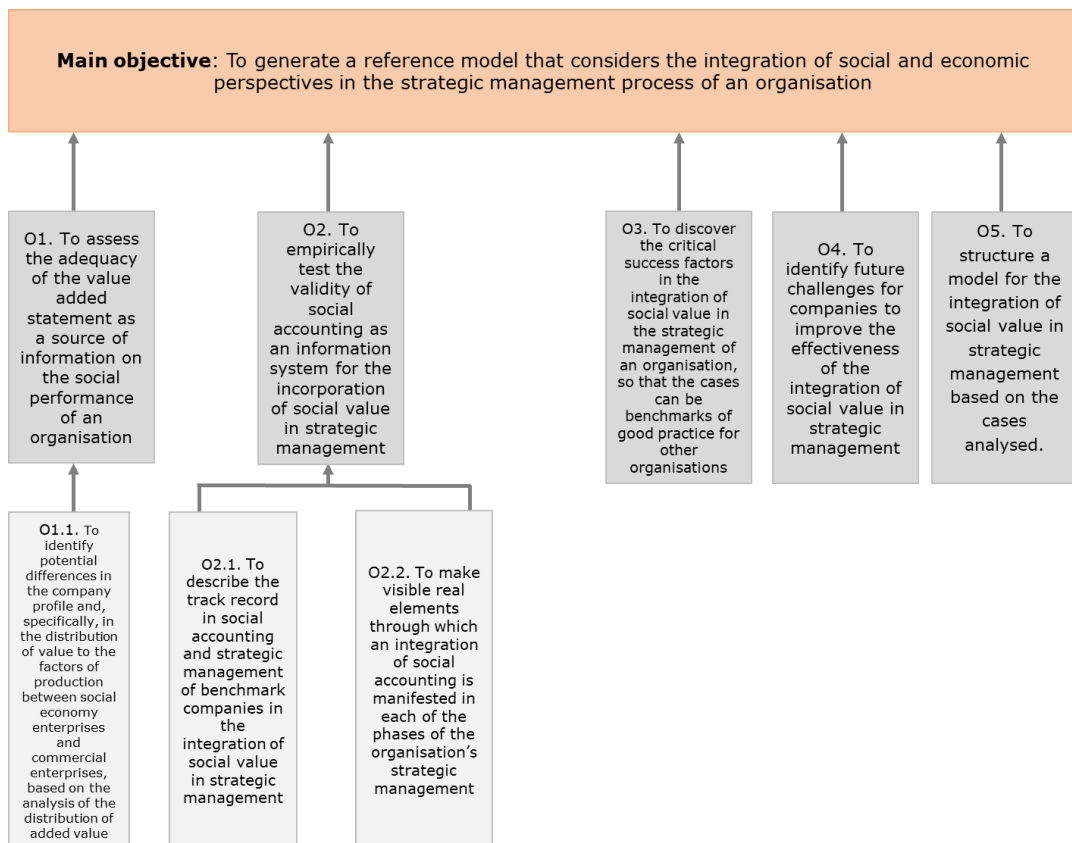 Main objective: To generate a reference model that considers the integration of social and economic
perspectives in the strategic management process of an organisation
O1. To assess
the adequacy
of the value
added
statement as
a source of
information on
the social
performance
of an
organisation
O2. To
empirically
test the
validity of
social
accounting as
an information
system for the
incorporation
of social value
in strategic
management
O3. To discover
the critical
success factors
in the
integration of
social value in
the strategic
management of
an organisation,
so that the cases
can be
benchmarks of
good practice for
other
organisations
O4. To
identify future
challenges for
companies to
improve the
effectiveness
of the
integration of
social value in
strategic
management
O5. To
structure a
model for the
integration of
social value in
strategic
management
based on the
cases
analysed.
O1.1. To
identify
potential
differences in
the company
profile and,
specifically, in
the distribution
of value to the
factors of
production
between social
economy
enterprises
and
commercial
enterprises,
based on the
analysis of the
distribution of
added value
O2.1. To
describe the
track record
in social
accounting
and strategic
management
of benchmark
companies in
the
integration of
social value
in strategic
management
O2.2. To make
visible real
elements
through which
an integration
of social
accounting is
manifested in
each of the
phases of the
organisation’s
strategic
management